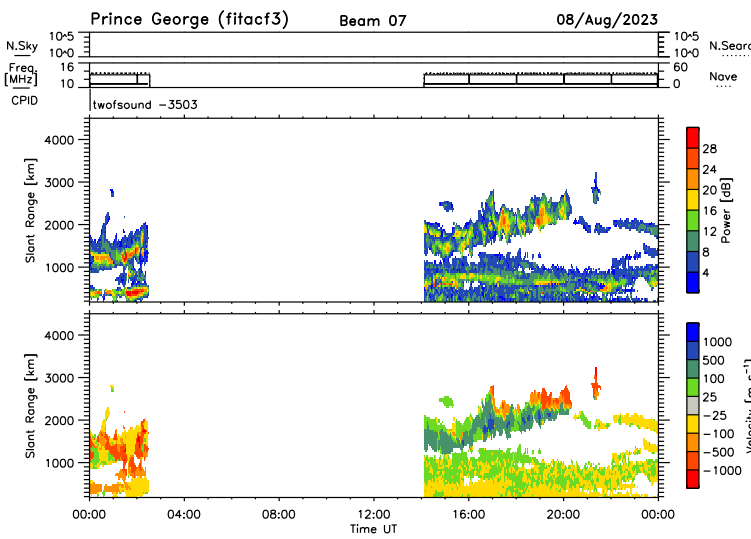 Prince George (fitacf3) Beam 07 08/Aug/2023
10^5 10^5
N.Sky N.Sear
10^0 10^0
Freq. 16 60
[MHz] Nave
10 0
CPID twofsound -3503
4000
3000
2000
1000
Slant Range [km]
28
24
20
16
12
8
4
Power [dB]
4000
3000
2000
1000
Slant Range [km]
1000
500
100
25
-25
-100
-500
-1000
Velocity [m s⁻¹]
00:00 04:00 08:00 12:00 16:00 20:00 00:00
Time UT